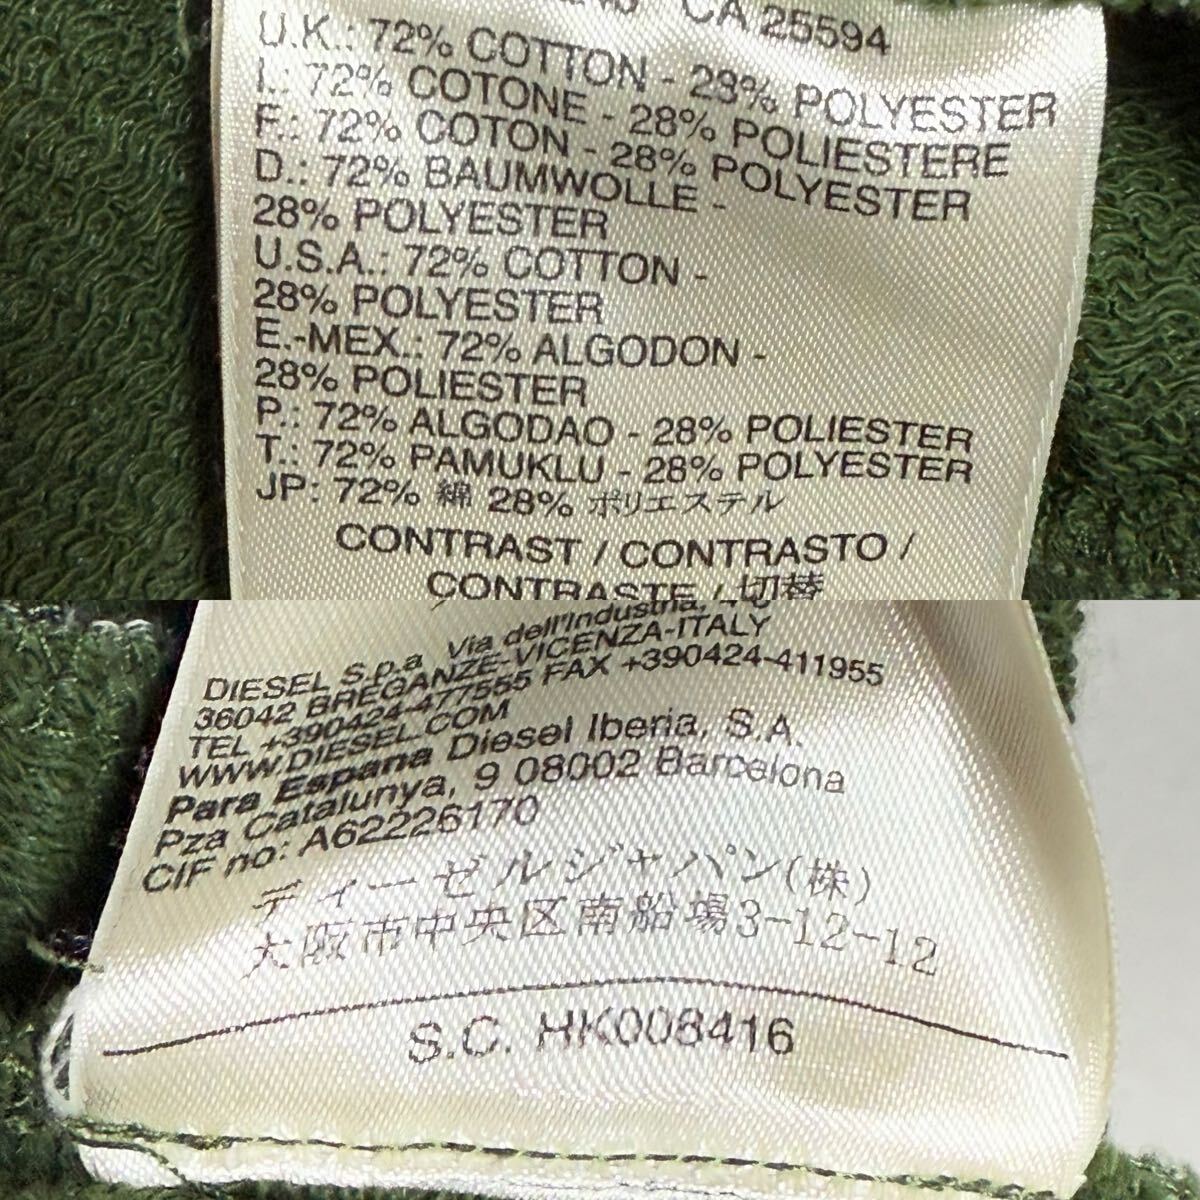 CA 25594
U.K.: 72% COTTON - 28% POLYESTER
I.: 72% COTONE - 28% POLIESTERE
F.: 72% COTON - 28% POLYESTER
D.: 72% BAUMWOLLE -
28% POLYESTER
U.S.A.: 72% COTTON -
28% POLYESTER
E.-MEX.: 72% ALGODON -
28% POLIESTER
P.: 72% ALGODAO - 28% POLIESTER
T.: 72% PAMUKLU - 28% POLYESTER
JP: 72% 綿 28% ポリエステル
CONTRAST / CONTRASTO /
CONTRASTE / 切替
DIESEL S.p.a Via dell'Industria,
36042 BREGANZE-VICENZA-ITALY
TEL +390424-477555 FAX +390424-411955
WWW.DIESEL.COM
Para Espana Diesel Iberia, S.A.
Pza Catalunya, 9 08002 Barcelona
CIF no: A62226170
ディーゼルジャパン(株)
大阪市中央区南船場3-12-12
S.C. HK008416